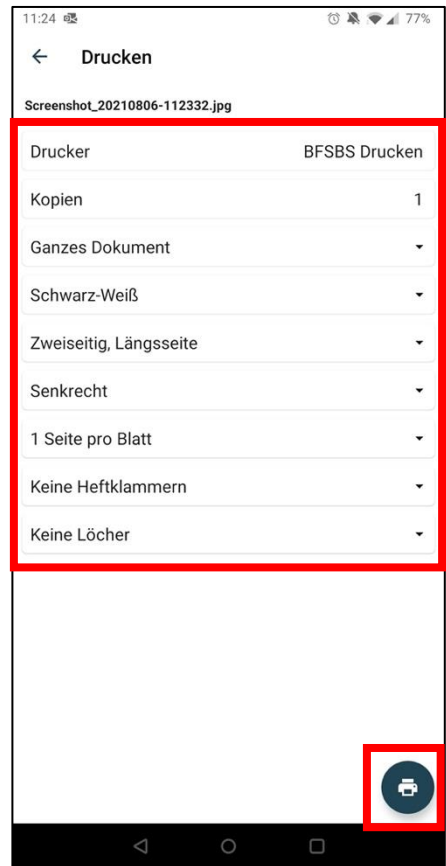 11:24 77%
Drucken
Screenshot_20210806-112332.jpg
Drucker BFSBS Drucken
Kopien 1
Ganzes Dokument
Schwarz-Weiß
Zweiseitig, Längsseite
Senkrecht
1 Seite pro Blatt
Keine Heftklammern
Keine Löcher